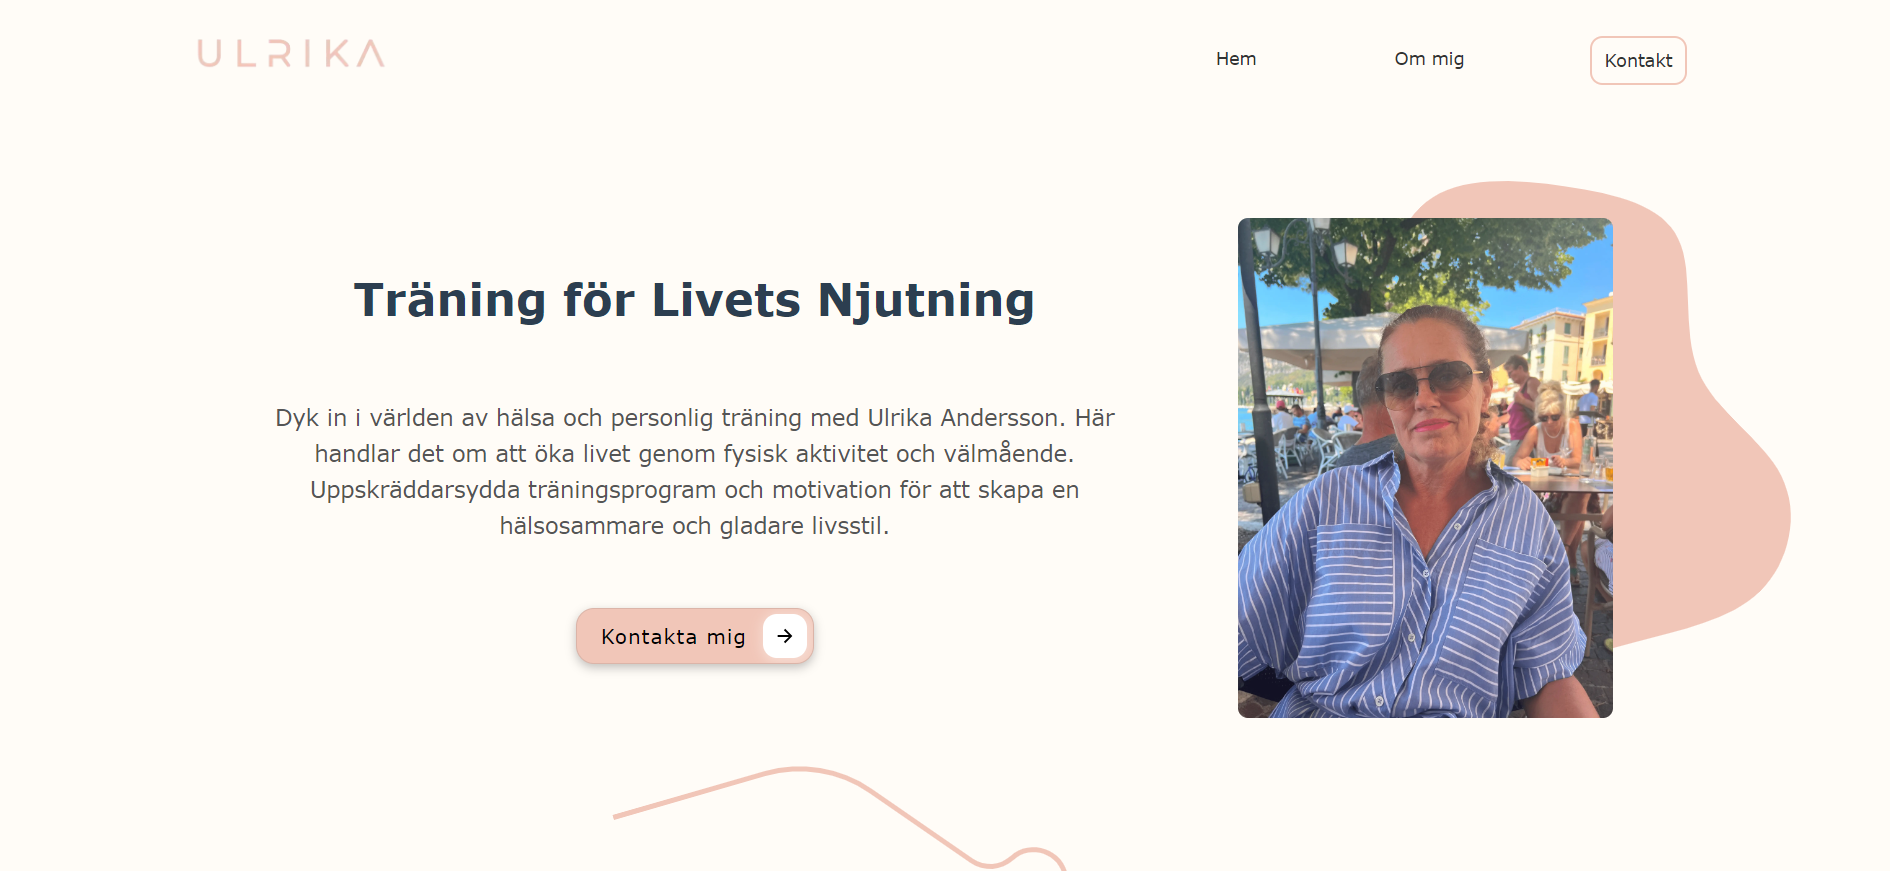 ULRIKA
Hem
Om mig
Kontakt
Träning för Livets Njutning
Dyk in i världen av hälsa och personlig träning med Ulrika Andersson. Här
handlar det om att öka livet genom fysisk aktivitet och välmående.
Uppskräddarsydda träningsprogram och motivation för att skapa en
hälsosammare och gladare livsstil.
Kontakta mig